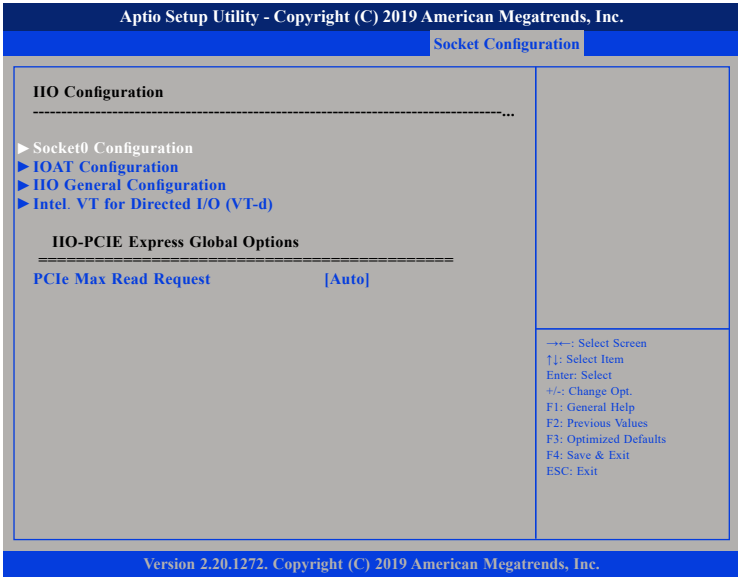 Aptio Setup Utility - Copyright (C) 2019 American Megatrends, Inc.
Socket Configuration
IIO Configuration
--------------------------------------------------------------------------------...
▶ Socket0 Configuration
▶ IOAT Configuration
▶ IIO General Configuration
▶ Intel. VT for Directed I/O (VT-d)
IIO-PCIE Express Global Options
============================================
PCIe Max Read Request [Auto]
→←: Select Screen
↑↓: Select Item
Enter: Select
+/-: Change Opt.
F1: General Help
F2: Previous Values
F3: Optimized Defaults
F4: Save & Exit
ESC: Exit
Version 2.20.1272. Copyright (C) 2019 American Megatrends, Inc.